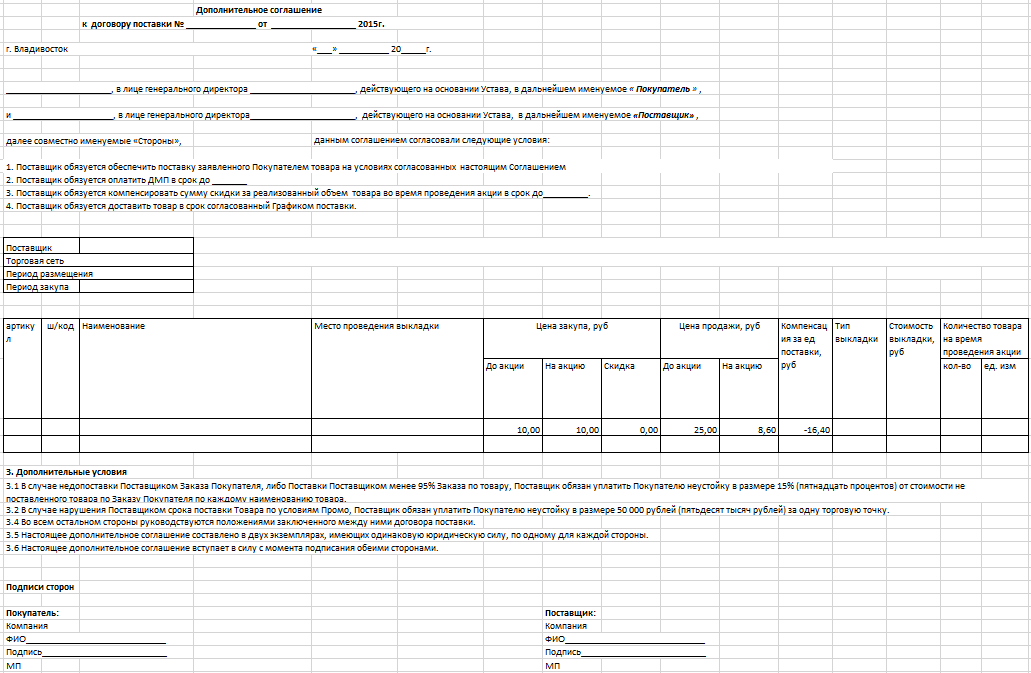 Дополнительное соглашение
к договору поставки № ______________ от _________________ 2015г.
г. Владивосток «___» __________ 20_____г.
_____________________, в лице генерального директора _____________________, действующего на основании Устава, в дальнейшем именуемое « Покупатель » ,
и ____________________, в лице генерального директора_____________________, действующего на основании Устава, в дальнейшем именуемое «Поставщик» ,
далее совместно именуемые «Стороны», данным соглашением согласовали следующие условия:
1. Поставщик обязуется обеспечить поставку заявленного Покупателем товара на условиях согласованных настоящим Соглашением
2. Поставщик обязуется оплатить ДМП в срок до _______
3. Поставщик обязуется компенсировать сумму скидки за реализованный объем товара во время проведения акции в срок до_________.
4. Поставщик обязуется доставить товар в срок согласованный Графиком поставки.
Поставщик
Торговая сеть
Период размещения
Период закупа
артику
л
ш/код
Наименование
Место проведения выкладки
Цена закупа, руб
До акции На акцию Скидка
Цена продажи, руб
До акции На акцию
Компенсац
ия за ед
поставки,
руб
Тип
выкладки
Стоимость
выкладки,
руб
Количество товара
на время
проведения акции
кол-во ед. изм
10,00 10,00 0,00 25,00 8,60 -16,40
3. Дополнительные условия
3.1 В случае недопоставки Поставщиком Заказа Покупателя, либо Поставки Поставщиком менее 95% Заказа по товару, Поставщик обязан уплатить Покупателю неустойку в размере 15% (пятнадцать процентов) от стоимости не
поставленного товара по Заказу Покупателя по каждому наименованию товара.
3.2 В случае нарушения Поставщиком срока поставки Товара по условиям Промо, Поставщик обязан уплатить Покупателю неустойку в размере 50 000 рублей (пятьдесят тысяч рублей) за одну торговую точку.
3.4 Во всем остальном стороны руководствуются положениями заключенного между ними договора поставки.
3.5 Настоящее дополнительное соглашение составлено в двух экземплярах, имеющих одинаковую юридическую силу, по одному для каждой стороны.
3.6 Настоящее дополнительное соглашение вступает в силу с момента подписания обеими сторонами.
Подписи сторон
Покупатель: Поставщик:
Компания Компания
ФИО____________________________ ФИО____________________________
Подпись_________________________ Подпись_________________________
МП МП